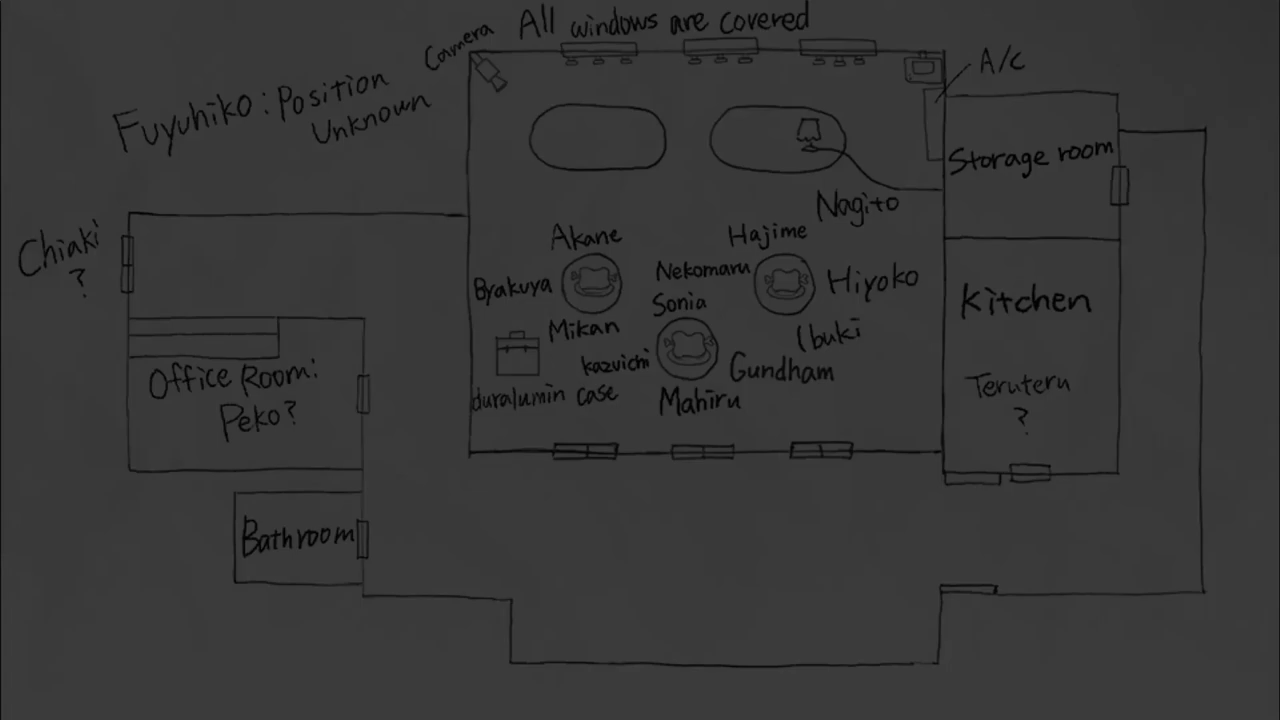 All windows are covered
Camera
A/C
Fuyuhiko: Position
Unknown
Storage room
Nagito
Chiaki
?
Akane
Hajime
Byakuya
Nekomaru
Hiyoko
Sonia
Kitchen
Mikan
Ibuki
kazuichi
Gundham
Office Room:
Peko?
duralumin case
Mahiru
Teruteru
?
Bathroom